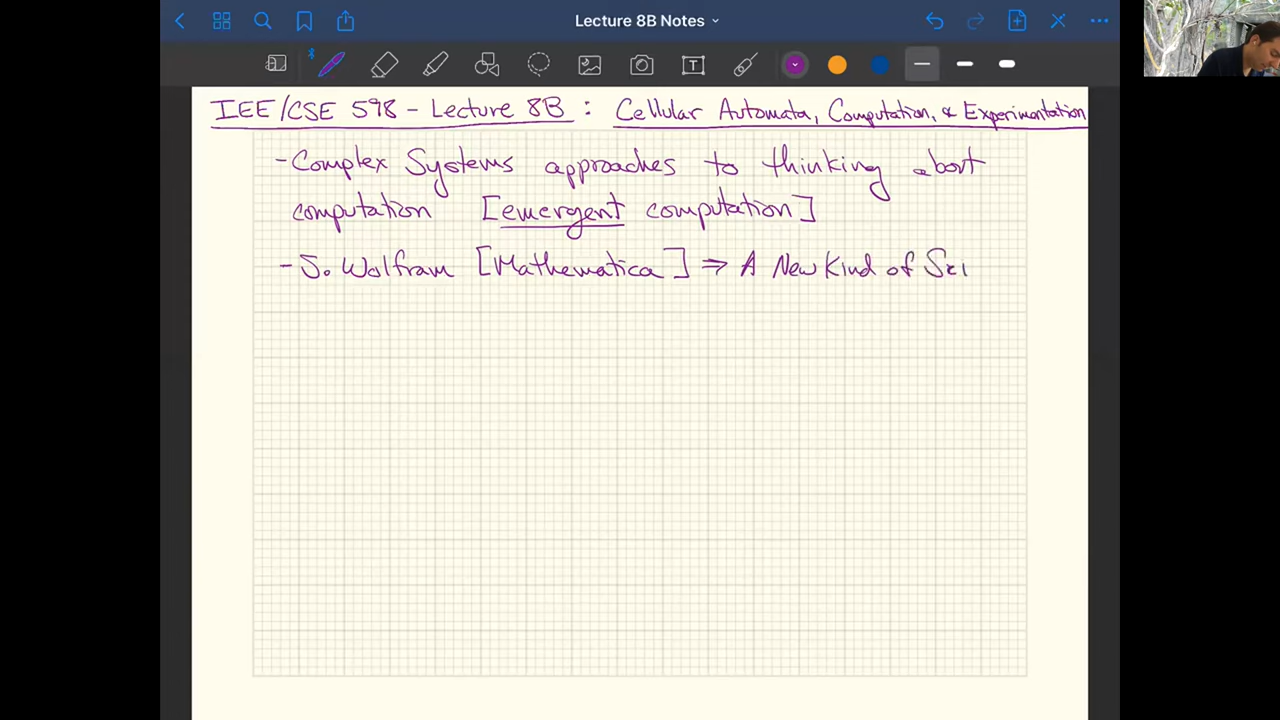 Lecture 8B Notes
T
IEE/CSE 598 - Lecture 8B : Cellular Automata, Computation, & Experimentation
- Complex Systems approaches to thinking about
computation [emergent computation]
- S. Wolfram [Mathematica] ⇒ A New Kind of Sci